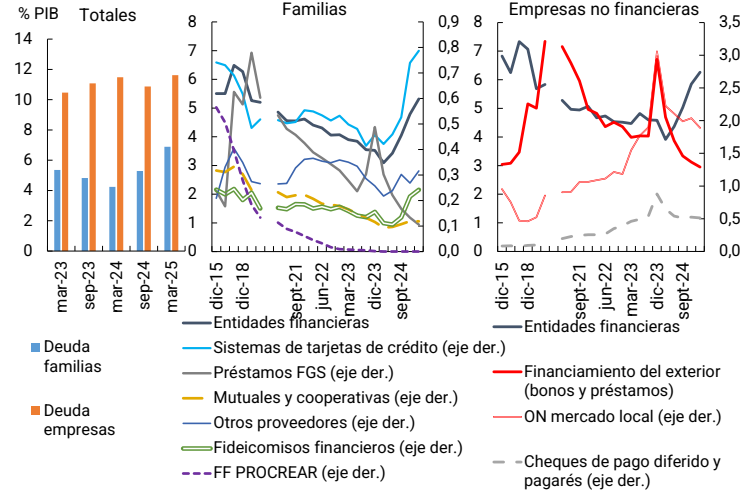 % PIB
Totales
Familias
Empresas no financieras
14
12
10
8
6
4
2
0
mar-23
sep-23
mar-24
sep-24
mar-25
8
7
6
5
4
3
2
1
0
0,9
0,8
0,7
0,6
0,5
0,4
0,3
0,2
0,1
0,0
dic-15
dic-18
sept-21
jun-22
mar-23
dic-23
sept-24
8
7
6
5
4
3
2
1
0
3,5
3,0
2,5
2,0
1,5
1,0
0,5
0,0
dic-15
dic-18
sept-21
jun-22
mar-23
dic-23
sept-24
Deuda
familias
Deuda
empresas
Entidades financieras
Sistemas de tarjetas de crédito (eje der.)
Préstamos FGS (eje der.)
Mutuales y cooperativas (eje der.)
Otros proveedores (eje der.)
Fideicomisos financieros (eje der.)
FF PROCREAR (eje der.)
Entidades financieras
Financiamiento del exterior
(bonos y préstamos)
ON mercado local (eje der.)
Cheques de pago diferido y
pagarés (eje der.)